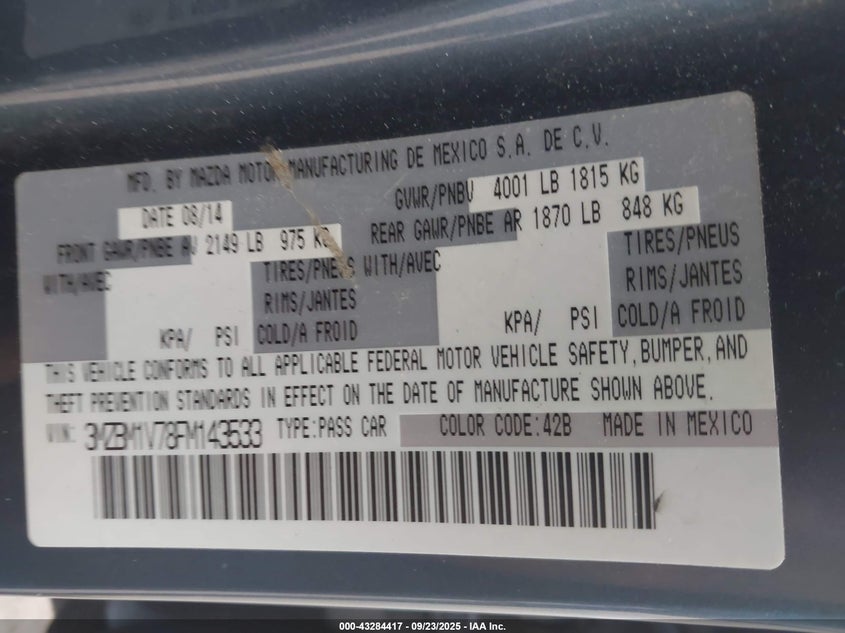 MFD. BY MAZDA MOTOR MANUFACTURING DE MEXICO S.A. DE C.V.
DATE 08/14 GVWR/PNBV 4001 LB 1815 KG
FRONT GAWR/PNBE AV 2149 LB 975 KG REAR GAWR/PNBE AR 1870 LB 848 KG
WITH/AVEC TIRES/PNEUS WITH/AVEC TIRES/PNEUS
RIMS/JANTES RIMS/JANTES
KPA/ PSI COLD/A FROID KPA/ PSI COLD/A FROID
THIS VEHICLE CONFORMS TO ALL APPLICABLE FEDERAL MOTOR VEHICLE SAFETY, BUMPER, AND
THEFT PREVENTION STANDARDS IN EFFECT ON THE DATE OF MANUFACTURE SHOWN ABOVE.
VIN: 3MZBM1V78FM143533 TYPE:PASS CAR COLOR CODE:42B MADE IN MEXICO
000-43284417 - 09/23/2025 - IAA Inc.